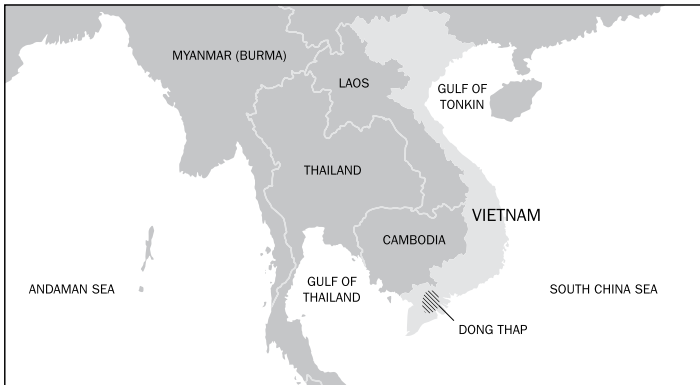 MYANMAR (BURMA)
LAOS
GULF OF
TONKIN
THAILAND
VIETNAM
CAMBODIA
ANDAMAN SEA
GULF OF
THAILAND
SOUTH CHINA SEA
DONG THAP